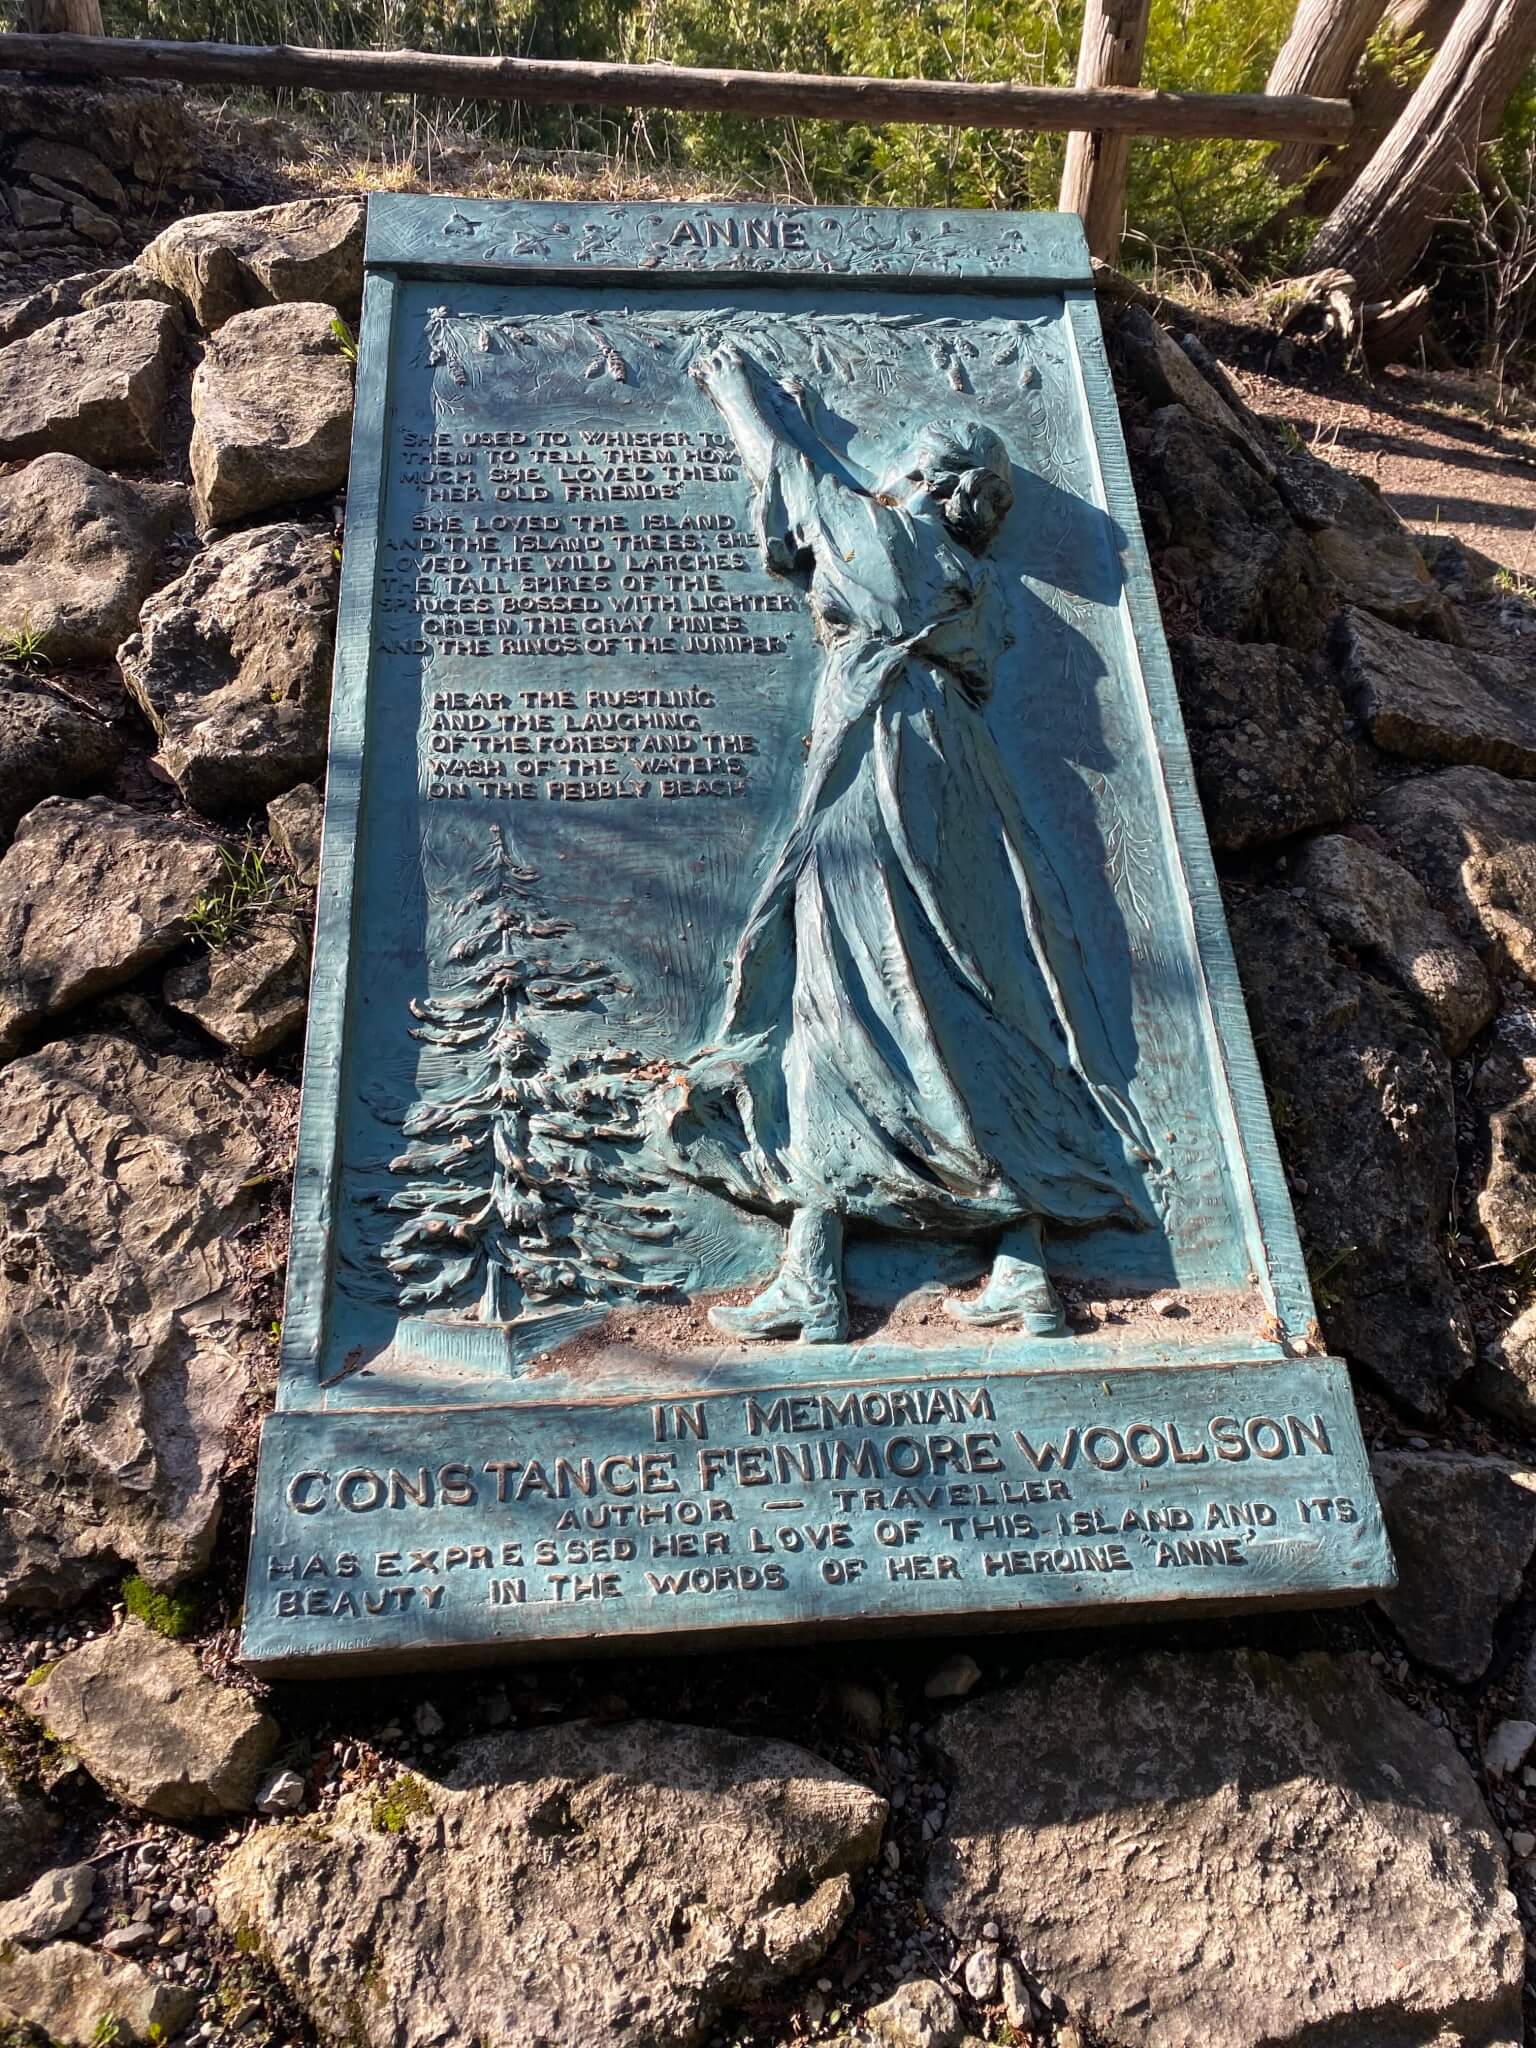 ANNE
SHE USED TO WHISPER TO
THEM TO TELL THEM HOW
MUCH SHE LOVED THEM
"HER OLD FRIENDS"
SHE LOVED THE ISLAND
AND THE ISLAND TREES, SHE
LOVED THE WILD LARCHES
THE TALL SPIRES OF THE
SPRUCES BOSSED WITH LIGHTER
GREEN, THE GRAY PINES
AND THE RINGS OF THE JUNIPER
HEAR THE RUSTLING
AND THE LAUGHING
OF THE FOREST AND THE
WASH OF THE WATERS
ON THE PEBBLY BEACH
IN MEMORIAM
CONSTANCE FENIMORE WOOLSON
AUTHOR — TRAVELLER
HAS EXPRESSED HER LOVE OF THIS ISLAND AND ITS
BEAUTY IN THE WORDS OF HER HEROINE "ANNE"
WILLIAMS INC. N.Y.